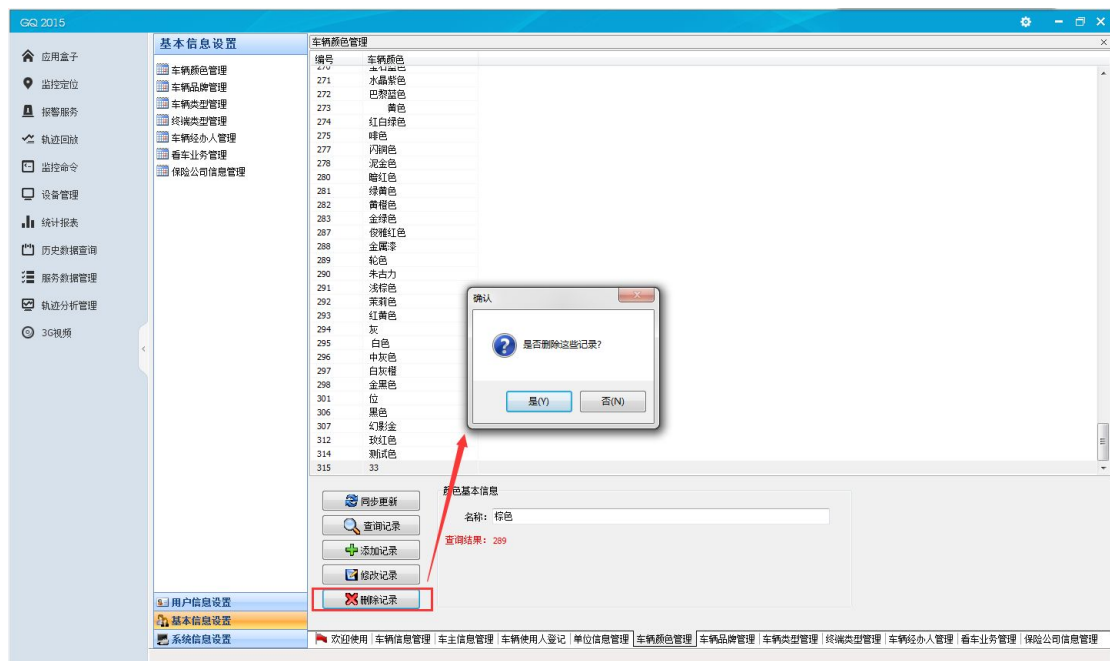 GQ 2015
应用盒子
监控定位
报警服务
轨迹回放
监控命令
设备管理
统计报表
历史数据查询
服务数据管理
轨迹分析管理
3G视频
基本信息设置
车辆颜色管理
车辆品牌管理
车辆类型管理
终端类型管理
车辆经办人管理
看车业务管理
保险公司信息管理
用户信息设置
基本信息设置
系统信息设置
车辆颜色管理
编号 车辆颜色
270 宝石蓝色
271 水晶紫色
272 巴黎蓝色
273 黄色
274 红白绿色
275 啡色
277 闪铜色
278 泥金色
280 暗红色
281 绿黄色
282 黄橙色
283 金绿色
287 俊雅红色
288 金属漆
289 轮色
290 朱古力
291 浅棕色
292 茉莉色
293 红黄色
294 灰
295 白色
296 中灰色
297 白灰橙
298 金黑色
301 位
306 黑色
307 幻影金
312 玫红色
314 测试色
315 33
确认
是否删除这些记录?
是(Y) 否(N)
同步更新
查询记录
添加记录
修改记录
删除记录
颜色基本信息
名称: 棕色
查询结果: 289
欢迎使用 车辆信息管理 车主信息管理 车辆使用人登记 单位信息管理 车辆颜色管理 车辆品牌管理 车辆类型管理 终端类型管理 车辆经办人管理 看车业务管理 保险公司信息管理